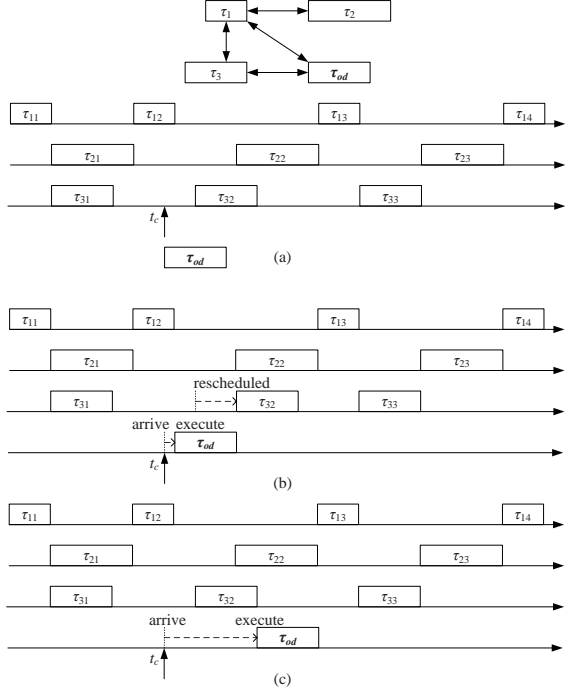 τ1 τ2
τ3 τod
τ11 τ12 τ13 τ14
τ21 τ22 τ23
τ31 τ32 τ33
tc
τod
(a)
τ11 τ12 τ13 τ14
τ21 τ22 τ23
rescheduled
τ31 τ32 τ33
arrive execute
τod
tc
(b)
τ11 τ12 τ13 τ14
τ21 τ22 τ23
τ31 τ32 τ33
arrive execute
τod
tc
(c)